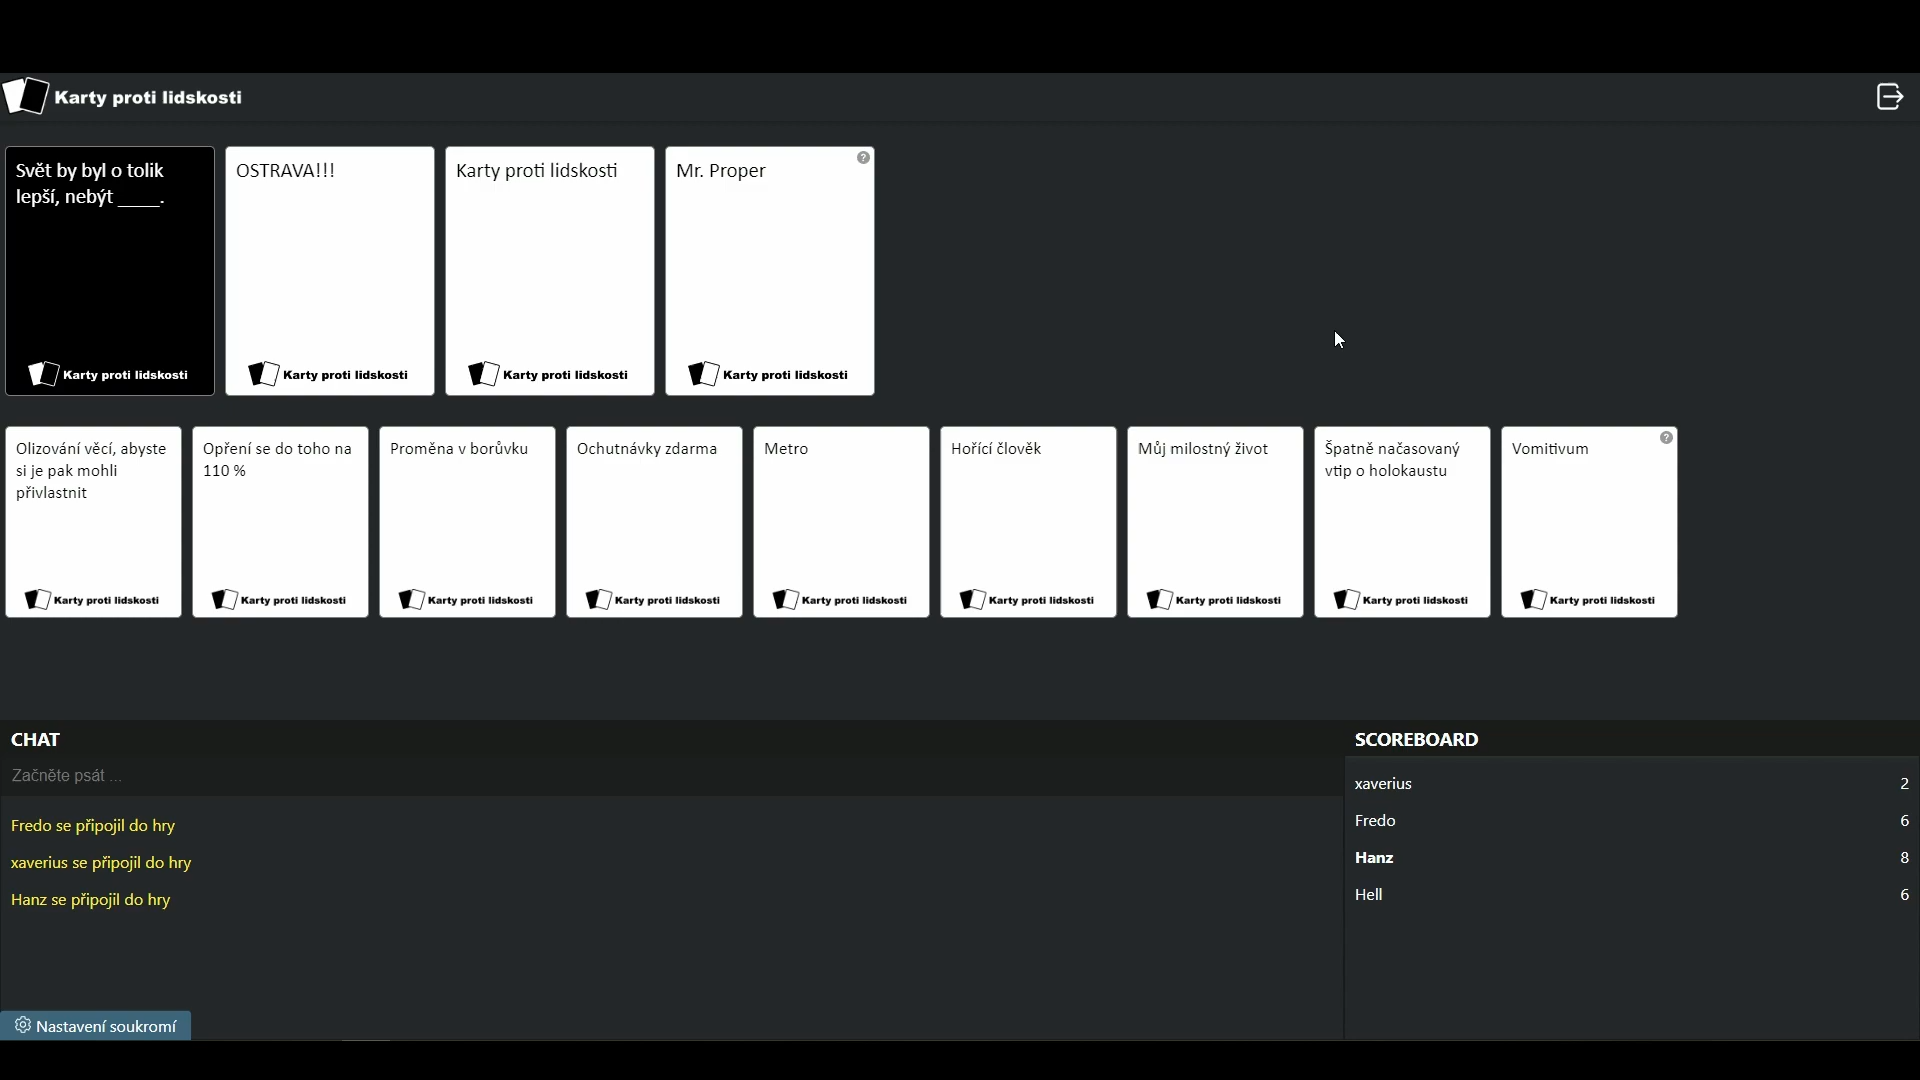 Karty proti lidskosti
Svět by byl o tolik
lepší, nebýt ____.
Karty proti lidskosti
OSTRAVA!!!
Karty proti lidskosti
Karty proti lidskosti
Karty proti lidskosti
Mr. Proper
?
Karty proti lidskosti
Olizování věcí, abyste
si je pak mohli
přivlastnit
Karty proti lidskosti
Opření se do toho na
110 %
Karty proti lidskosti
Proměna v borůvku
Karty proti lidskosti
Ochutnávky zdarma
Karty proti lidskosti
Metro
Karty proti lidskosti
Hořící člověk
Karty proti lidskosti
Můj milostný život
Karty proti lidskosti
Špatně načasovaný
vtip o holokaustu
Karty proti lidskosti
Vomitivum
?
Karty proti lidskosti
CHAT
Začněte psát ...
Fredo se připojil do hry
xaverius se připojil do hry
Hanz se připojil do hry
Nastavení soukromí
SCOREBOARD
xaverius 2
Fredo 6
Hanz 8
Hell 6